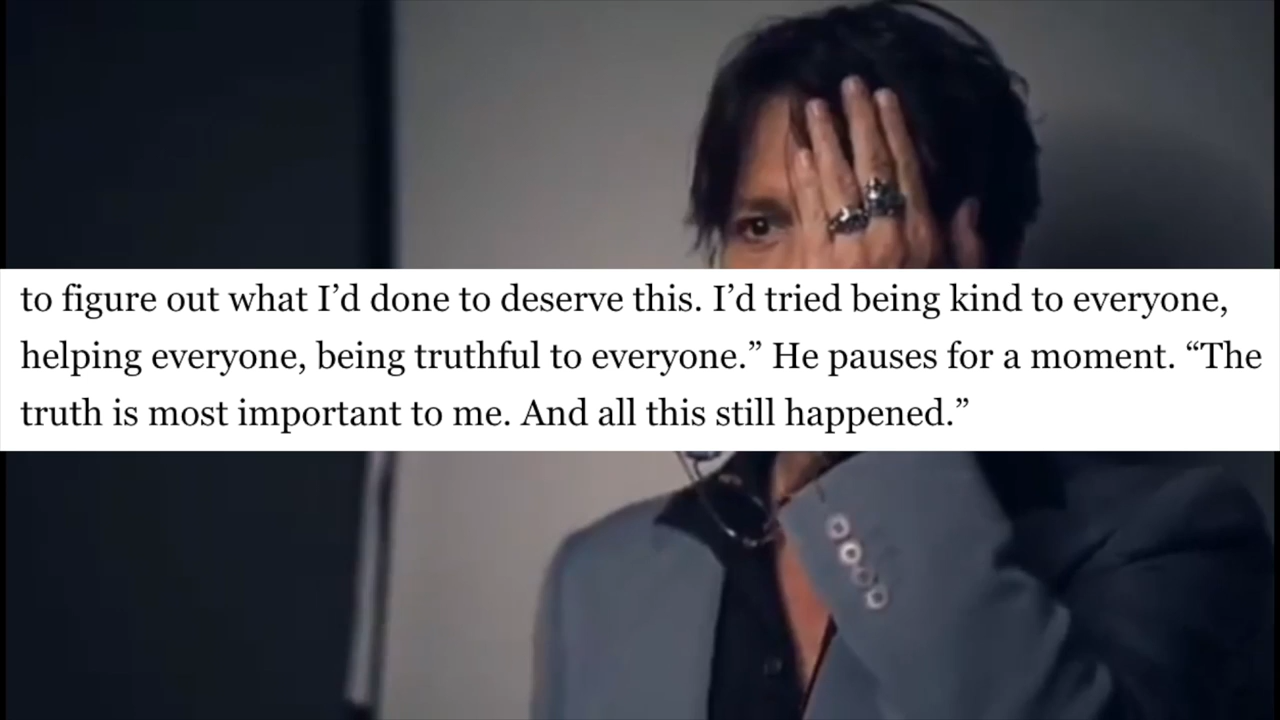 to figure out what I’d done to deserve this. I’d tried being kind to everyone,
helping everyone, being truthful to everyone.” He pauses for a moment. “The
truth is most important to me. And all this still happened.”